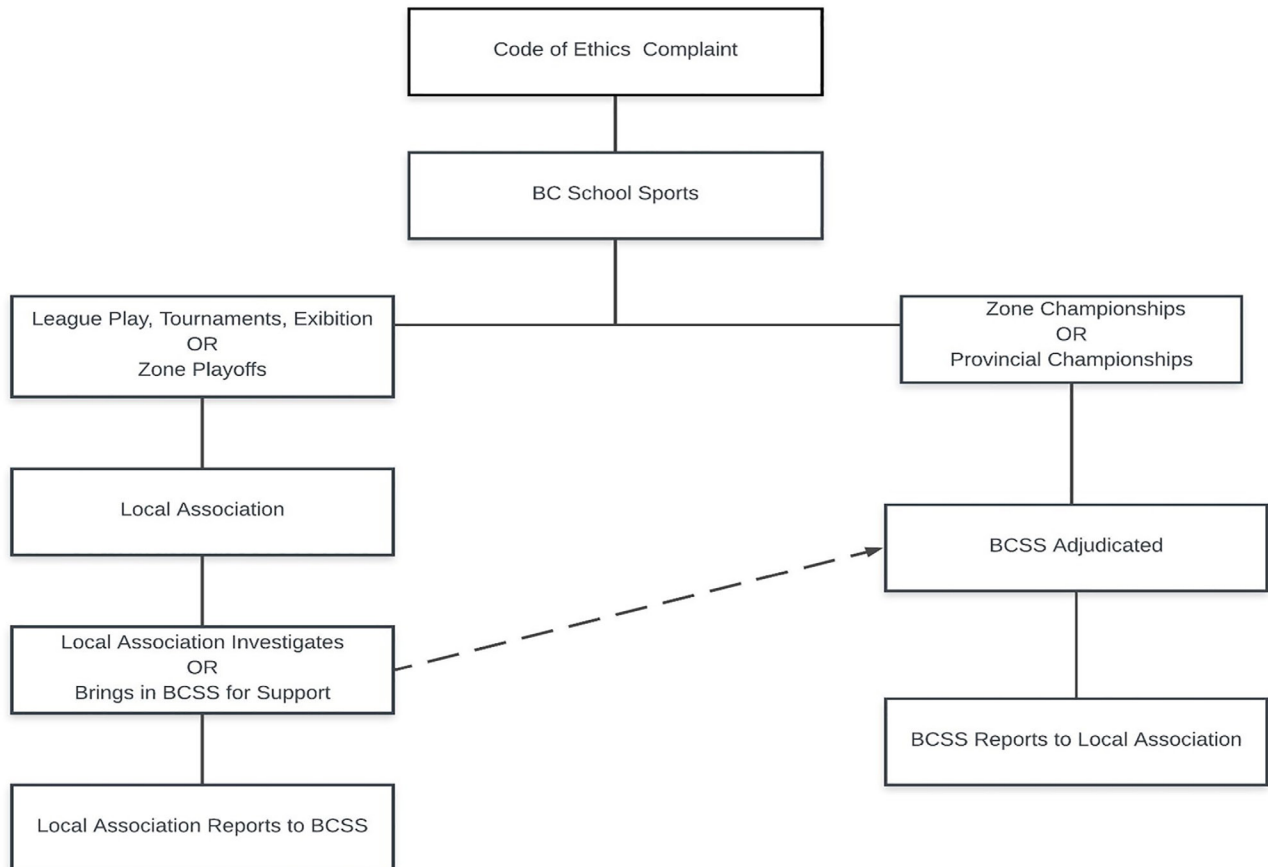 Code of Ethics  Complaint
BC School Sports
League Play, Tournaments, Exibition
OR
Zone Playoffs
Zone Championships
OR
Provincial Championships
Local Association
BCSS Adjudicated
Local Association Investigates
OR
Brings in BCSS for Support
BCSS Reports to Local Association
Local Association Reports to BCSS